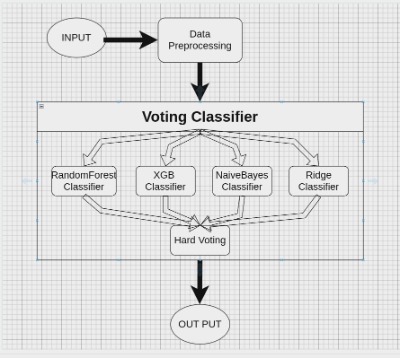 INPUT
Data
Preprocessing
Voting Classifier
RandomForest
Classifier
XGB
Classifier
NaiveBayes
Classifier
Ridge
Classifier
Hard Voting
OUT PUT